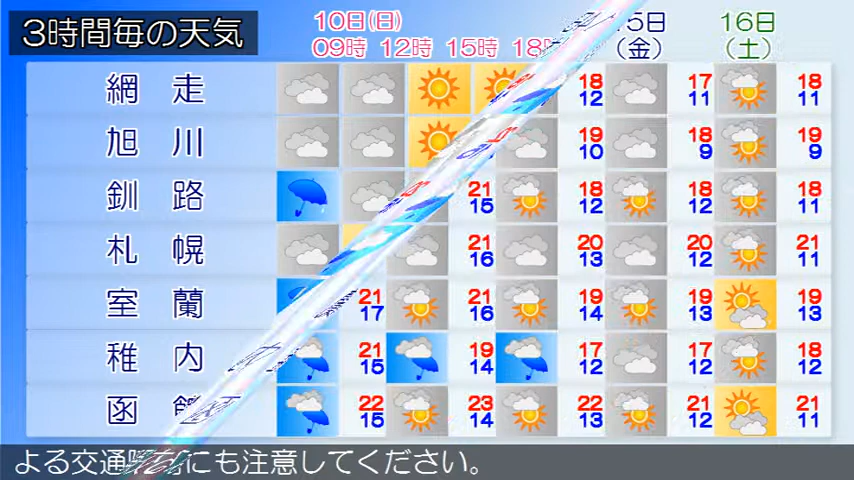 3時間毎の天気
10日(日)
09時 12時 15時 18時
5日
(金)
16日
(土)
網走 18 12 17 11 18 11
旭川 19 10 18 9 19 9
釧路 21 15 18 12 18 12 18 11
札幌 21 16 20 13 20 12 21 11
室蘭 21 17 21 16 19 14 19 13 19 13
稚内 21 15 19 14 17 12 17 12 18 12
函 22 15 23 14 22 13 21 12 21 11
よる交通 にも注意してください。